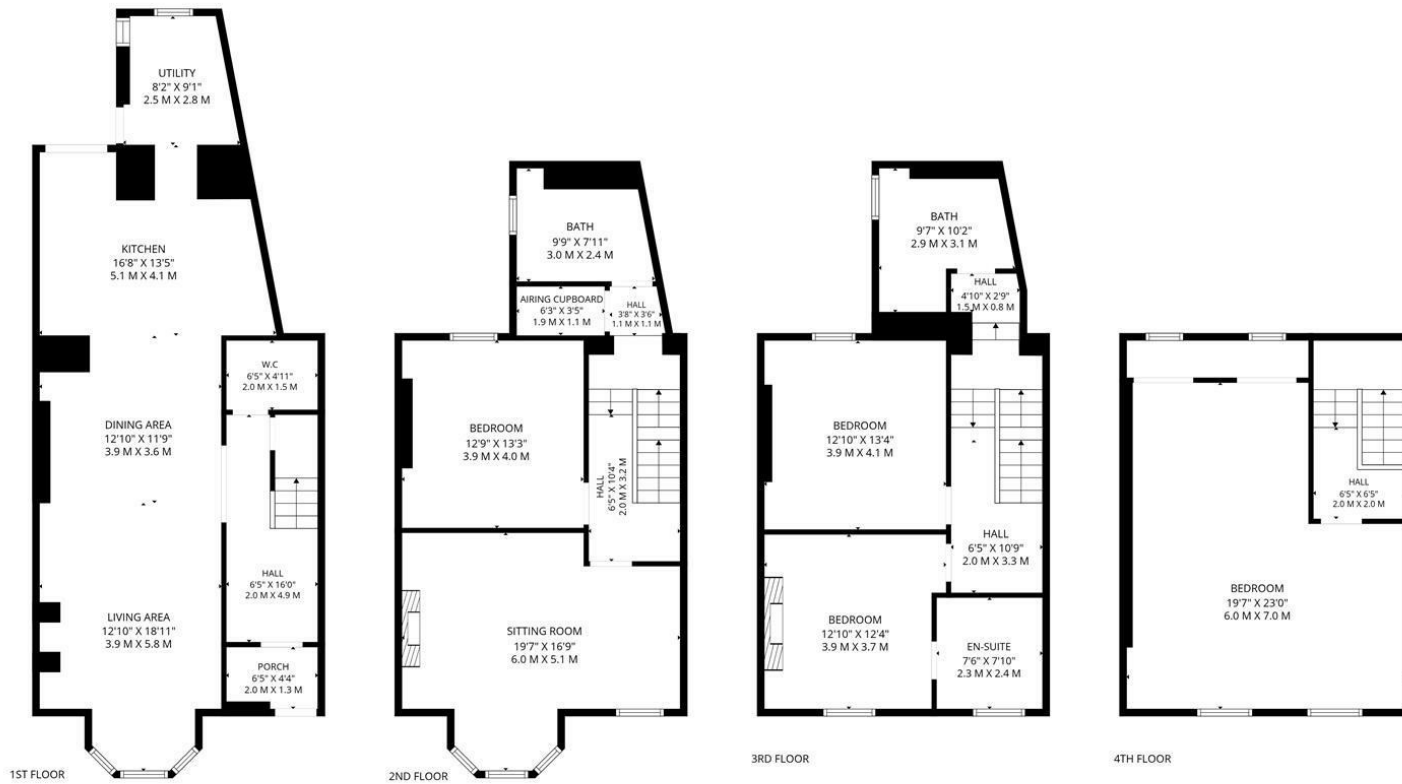 UTILITY
8'2" X 9'1"
2.5 M X 2.8 M
KITCHEN
16'8" X 13'5"
5.1 M X 4.1 M
W.C
6'5" X 4'11"
2.0 M X 1.5 M
DINING AREA
12'10" X 11'9"
3.9 M X 3.6 M
HALL
6'5" X 16'0"
2.0 M X 4.9 M
LIVING AREA
12'10" X 18'11"
3.9 M X 5.8 M
PORCH
6'5" X 4'4"
2.0 M X 1.3 M
1ST FLOOR
BATH
9'9" X 7'11"
3.0 M X 2.4 M
AIRING CUPBOARD
6'3" X 3'5"
1.9 M X 1.1 M
HALL
3'8" X 3'6"
1.1 M X 1.1 M
BEDROOM
12'9" X 13'3"
3.9 M X 4.0 M
HALL
6'5" X 10'4"
2.0 M X 3.2 M
SITTING ROOM
19'7" X 16'9"
6.0 M X 5.1 M
2ND FLOOR
BATH
9'7" X 10'2"
2.9 M X 3.1 M
HALL
4'10" X 2'9"
1.5 M X 0.8 M
BEDROOM
12'10" X 13'4"
3.9 M X 4.1 M
HALL
6'5" X 10'9"
2.0 M X 3.3 M
BEDROOM
12'10" X 12'4"
3.9 M X 3.7 M
EN-SUITE
7'6" X 7'10"
2.3 M X 2.4 M
3RD FLOOR
HALL
6'5" X 6'5"
2.0 M X 2.0 M
BEDROOM
19'7" X 23'0"
6.0 M X 7.0 M
4TH FLOOR